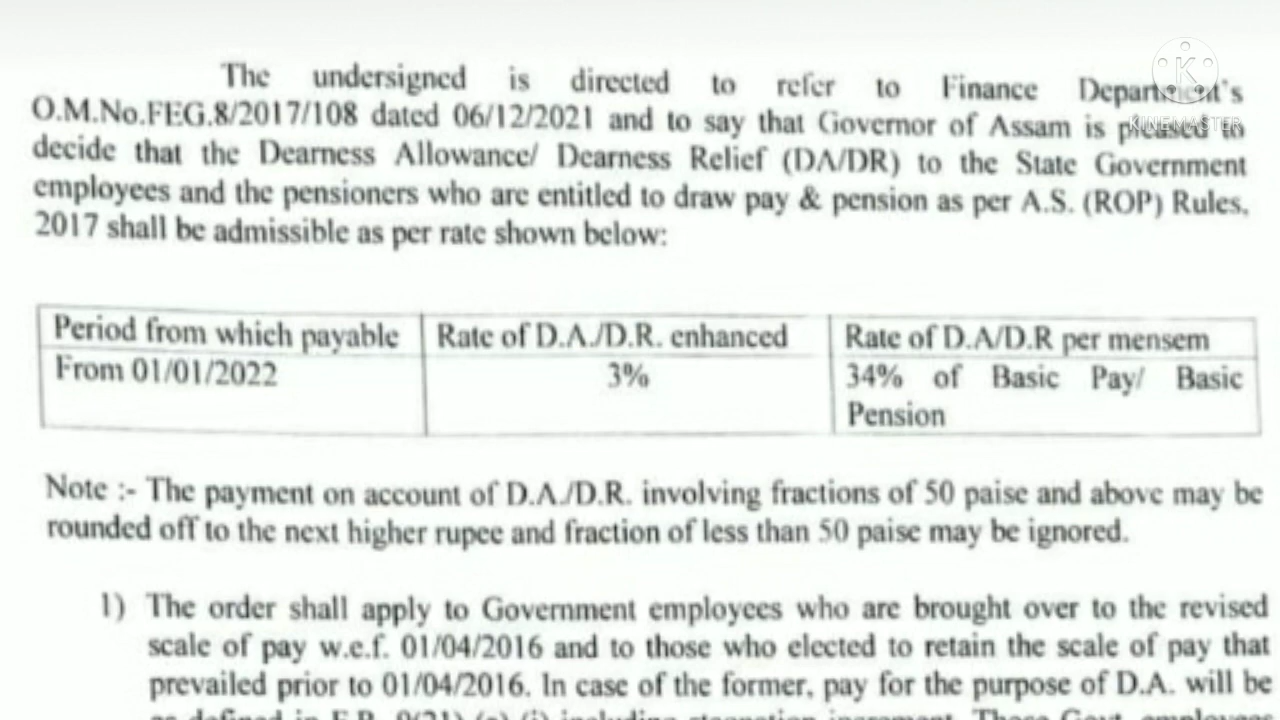 The undersigned is directed to refer to Finance Department's
O.M.No.FEG.8/2017/108 dated 06/12/2021 and to say that Governor of Assam is pleased to
decide that the Dearness Allowance/ Dearness Relief (DA/DR) to the State Government
employees and the pensioners who are entitled to draw pay & pension as per A.S. (ROP) Rules,
2017 shall be admissible as per rate shown below:
Period from which payable Rate of D.A./D.R. enhanced Rate of D.A/D.R per mensem
From 01/01/2022 3% 34% of Basic Pay/ Basic
Pension
Note :- The payment on account of D.A./D.R. involving fractions of 50 paise and above may be
rounded off to the next higher rupee and fraction of less than 50 paise may be ignored.
1) The order shall apply to Government employees who are brought over to the revised
scale of pay w.e.f. 01/04/2016 and to those who elected to retain the scale of pay that
prevailed prior to 01/04/2016. In case of the former, pay for the purpose of D.A. will be
K
KINEMASTER